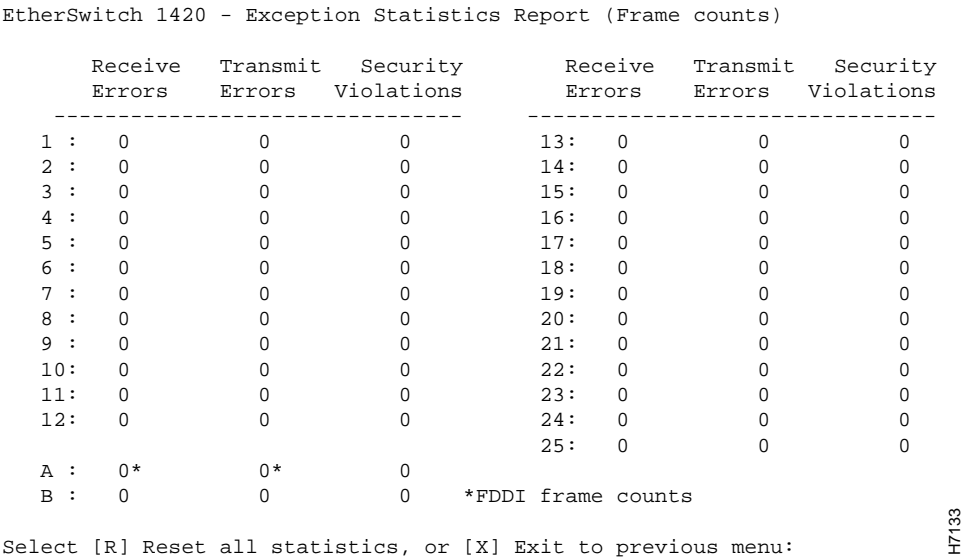 EtherSwitch 1420 - Exception Statistics Report (Frame counts)
Receive Transmit Security Receive Transmit Security
Errors Errors Violations Errors Errors Violations
-------------------------------- --------------------------------
1 : 0 0 0 13: 0 0 0
2 : 0 0 0 14: 0 0 0
3 : 0 0 0 15: 0 0 0
4 : 0 0 0 16: 0 0 0
5 : 0 0 0 17: 0 0 0
6 : 0 0 0 18: 0 0 0
7 : 0 0 0 19: 0 0 0
8 : 0 0 0 20: 0 0 0
9 : 0 0 0 21: 0 0 0
10: 0 0 0 22: 0 0 0
11: 0 0 0 23: 0 0 0
12: 0 0 0 24: 0 0 0
25: 0 0 0
A : 0* 0* 0
B : 0 0 0 *FDDI frame counts
Select [R] Reset all statistics, or [X] Exit to previous menu:
H7133